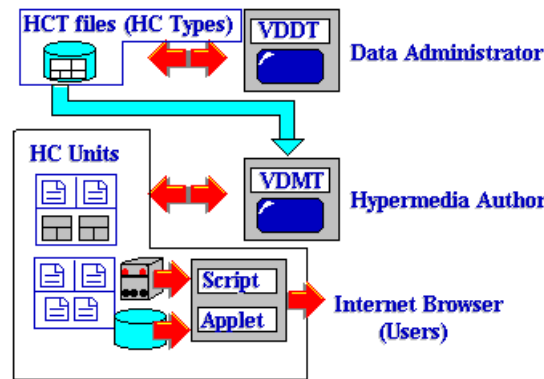 HCT files (HC Types)
VDDT
Data Administrator
HC Units
VDMT
Hypermedia Author
Script
Applet
Internet Browser
(Users)